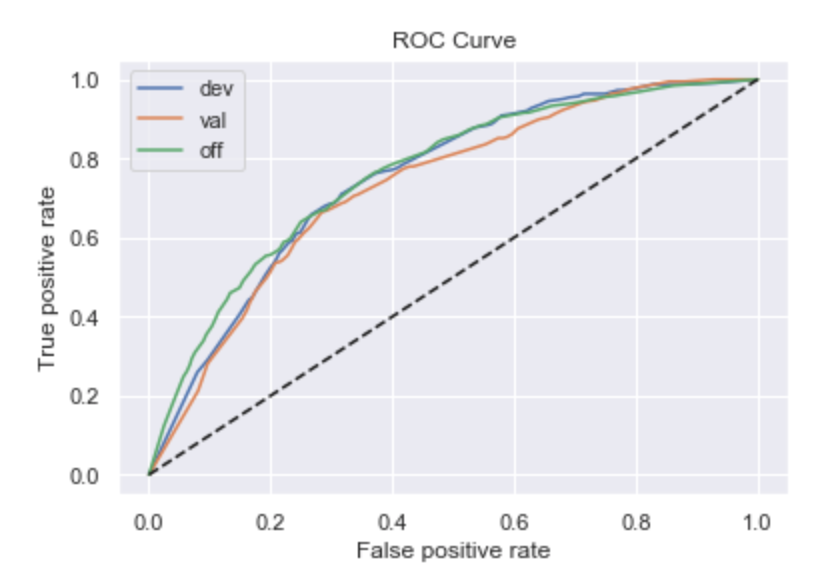 ROC Curve
dev
val
off
1.0
0.8
0.6
0.4
0.2
0.0
True positive rate
0.0 0.2 0.4 0.6 0.8 1.0
False positive rate